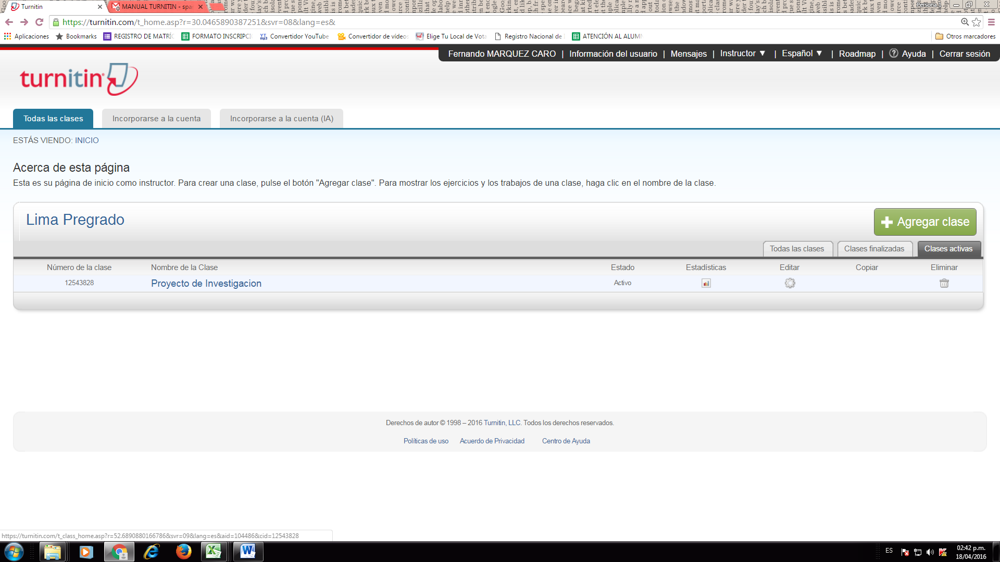 Turnitin
MANUAL TURNITIN - spa
https://turnitin.com/t_home.asp?r=30.0465890387251&svr=08&lang=es&
Aplicaciones Bookmarks REGISTRO DE MATRÍC FORMATO INSCRIPCI Convertidor YouTube Convertidor de vídeos Elige Tu Local de Vota Registro Nacional de ATENCIÓN AL ALUM Otros marcadores
Fernando MARQUEZ CARO | Información del usuario | Mensajes | Instructor ▼ | Español ▼ | Roadmap | ? Ayuda | Cerrar sesión
turnitin
Todas las clases Incorporarse a la cuenta Incorporarse a la cuenta (IA)
ESTÁS VIENDO: INICIO
Acerca de esta página
Esta es su página de inicio como instructor. Para crear una clase, pulse el botón "Agregar clase". Para mostrar los ejercicios y los trabajos de una clase, haga clic en el nombre de la clase.
Lima Pregrado
Agregar clase
Todas las clases Clases finalizadas Clases activas
Número de la clase Nombre de la Clase Estado Estadísticas Editar Copiar Eliminar
12543828 Proyecto de Investigacion Activo
Derechos de autor © 1998 – 2016 Turnitin, LLC. Todos los derechos reservados.
Políticas de uso Acuerdo de Privacidad Centro de Ayuda
https://turnitin.com/t_class_home.asp?r=52.6890880166786&svr=09&lang=es&aid=104486&cid=12543828
ES
02:42 p.m.
18/04/2016